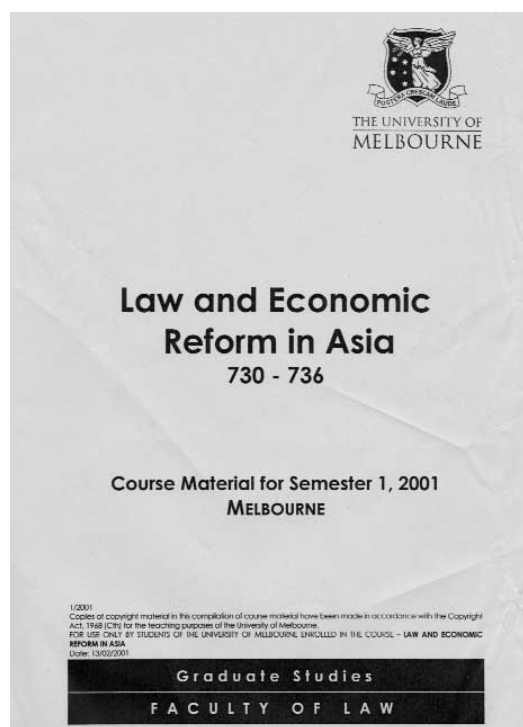 POSTERA CRESCAM LAUDE
THE UNIVERSITY OF
MELBOURNE
Law and Economic
Reform in Asia
730 - 736
Course Material for Semester 1, 2001
MELBOURNE
1/2001
Copies of copyright material in this compilation of course material have been made in accordance with the Copyright
Act, 1968 (Cth) for the teaching purposes of the University of Melbourne.
FOR USE ONLY BY STUDENTS OF THE UNIVERSITY OF MELBOURNE ENROLLED IN THE COURSE – LAW AND ECONOMIC
REFORM IN ASIA
Date: 13/02/2001
Graduate Studies
FACULTY OF LAW